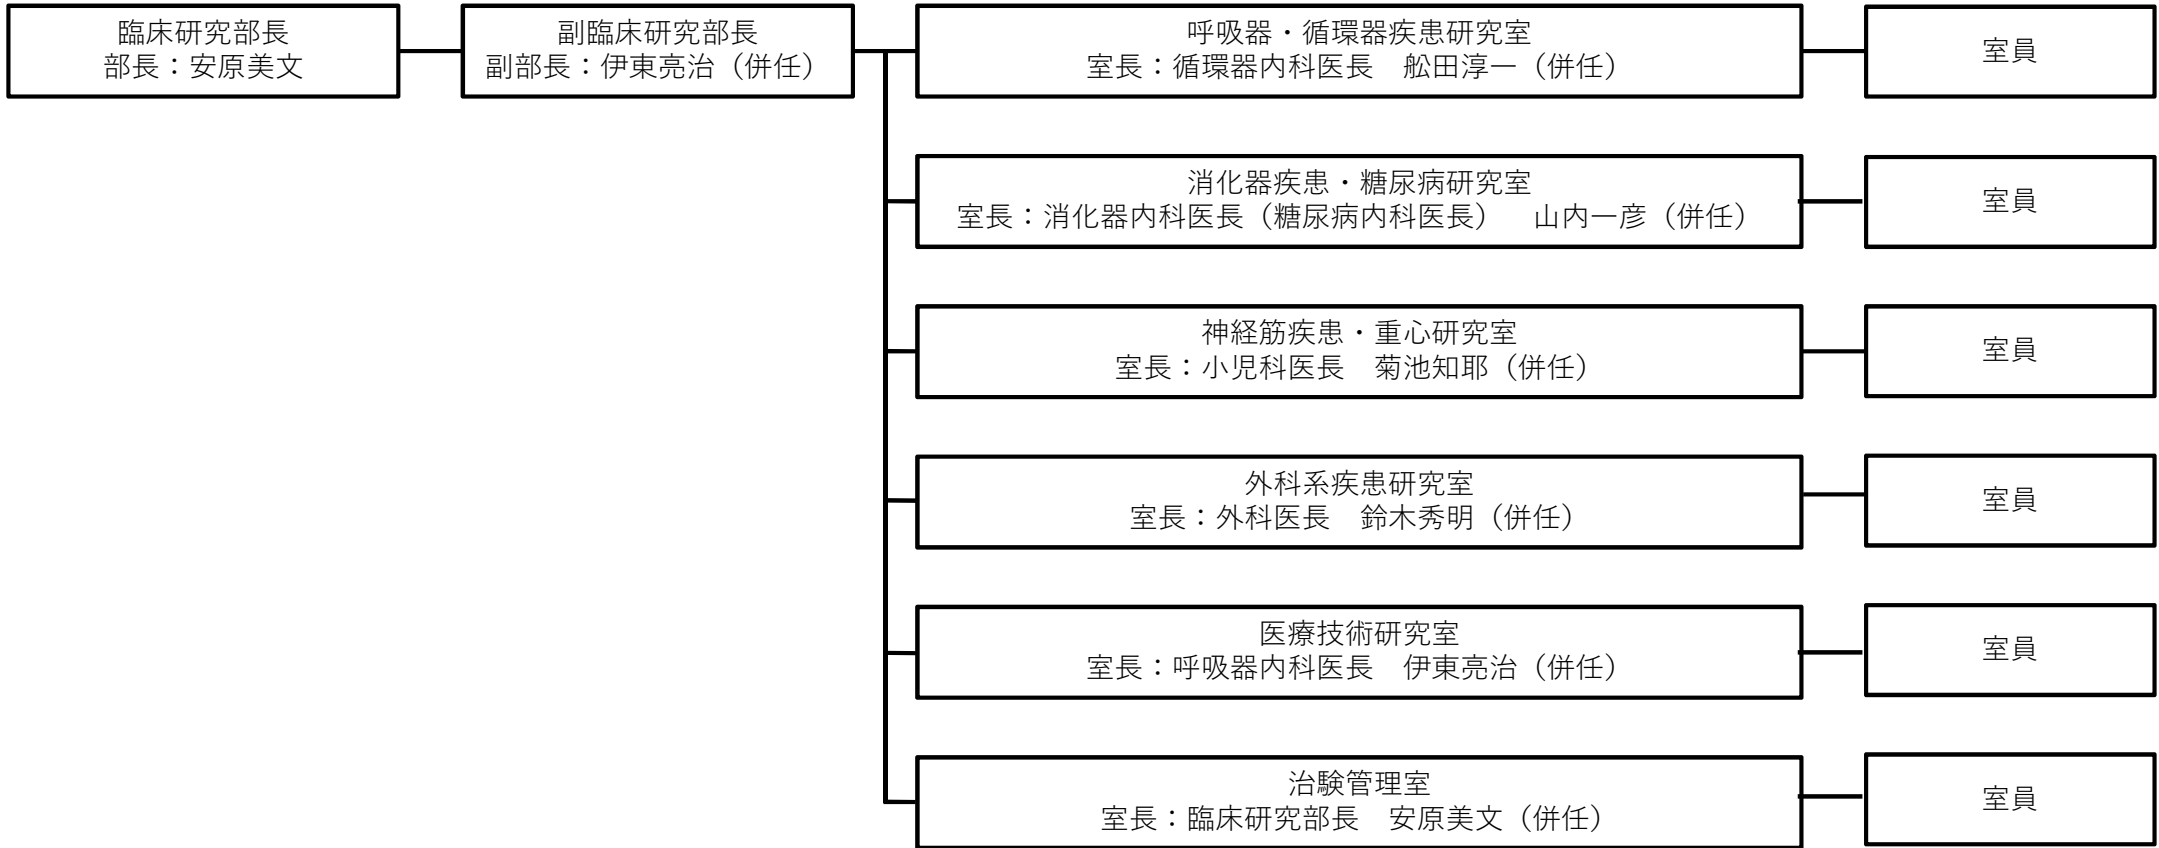 臨床研究部長
部長：安原美文
副臨床研究部長
副部長：伊東亮治（併任）
呼吸器・循環器疾患研究室
室長：循環器内科医長　舩田淳一（併任）
室員
消化器疾患・糖尿病研究室
室長：消化器内科医長（糖尿病内科医長）　山内一彦（併任）
室員
神経筋疾患・重心研究室
室長：小児科医長　菊池知耶（併任）
室員
外科系疾患研究室
室長：外科医長　鈴木秀明（併任）
室員
医療技術研究室
室長：呼吸器内科医長　伊東亮治（併任）
室員
治験管理室
室長：臨床研究部長　安原美文（併任）
室員